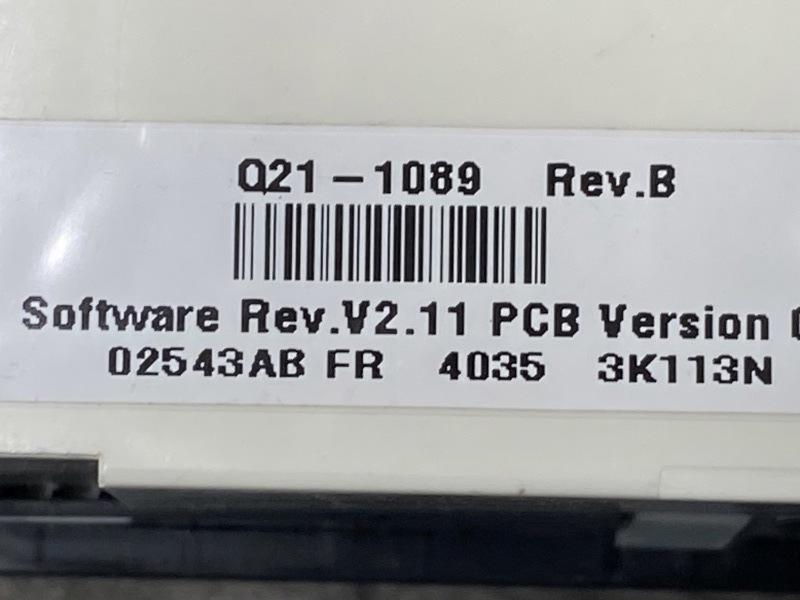 Q21-1089 Rev.B
Software Rev.V2.11 PCB Version
02543AB FR 4035 3K113N